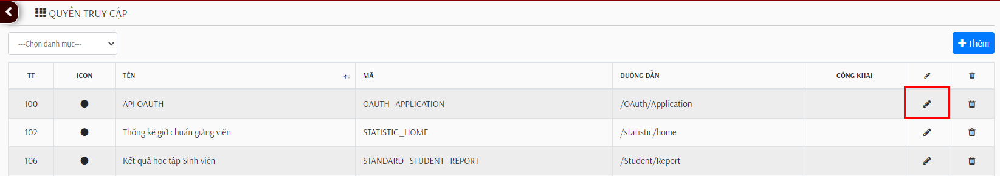 QUYỀN TRUY CẬP
---Chọn danh mục---
Thêm
TT ICON TÊN MÃ ĐƯỜNG DẪN CÔNG KHAI
100 API OAUTH OAUTH_APPLICATION /OAuth/Application
102 Thống kê giờ chuẩn giảng viên STATISTIC_HOME /statistic/home
106 Kết quả học tập Sinh viên STANDARD_STUDENT_REPORT /Student/Report